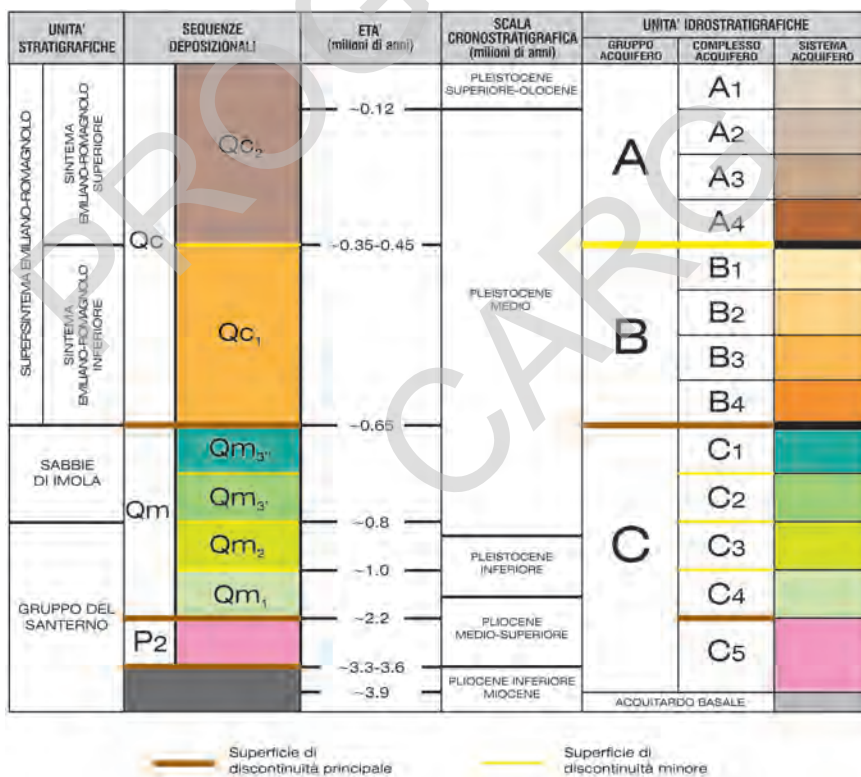 UNITA'
STRATIGRAFICHE
SEQUENZE
DEPOSIZIONALI
ETA'
(milioni di anni)
SCALA
CRONOSTRATIGRAFICA
(milioni di anni)
UNITA' IDROSTRATIGRAFICHE
GRUPPO
ACQUIFERO
COMPLESSO
ACQUIFERO
SISTEMA
ACQUIFERO
SUPERSINTEMA EMILIANO-ROMAGNOLO
SINTEMA
EMILIANO-ROMAGNOLO
SUPERIORE
SINTEMA
EMILIANO-ROMAGNOLO
INFERIORE
SABBIE
DI IMOLA
GRUPPO DEL
SANTERNO
Qc
Qc₂
Qc₁
Qm
Qm₃''
Qm₃'
Qm₂
Qm₁
P2
~0.12
~0.35-0.45
~0.65
~0.8
~1.0
~2.2
~3.3-3.6
~3.9
PLEISTOCENE
SUPERIORE-OLOCENE
PLEISTOCENE
MEDIO
PLEISTOCENE
INFERIORE
PLIOCENE
MEDIO-SUPERIORE
PLIOCENE INFERIORE
MIOCENE
A
A1
A2
A3
A4
B
B1
B2
B3
B4
C
C1
C2
C3
C4
C5
ACQUITARDO BASALE
Superficie di
discontinuità principale
Superficie di
discontinuità minore
CARG